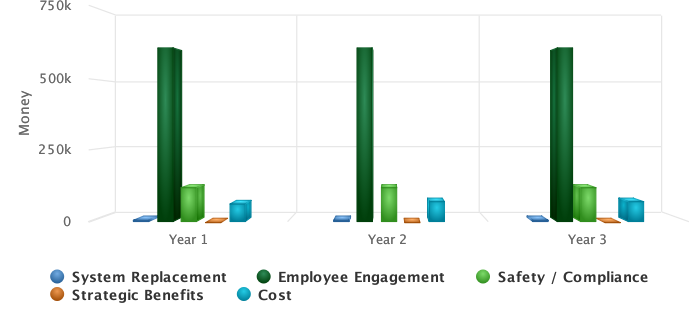 750k
500k
Money
250k
0
Year 1 Year 2 Year 3
System Replacement Employee Engagement Safety / Compliance
Strategic Benefits Cost